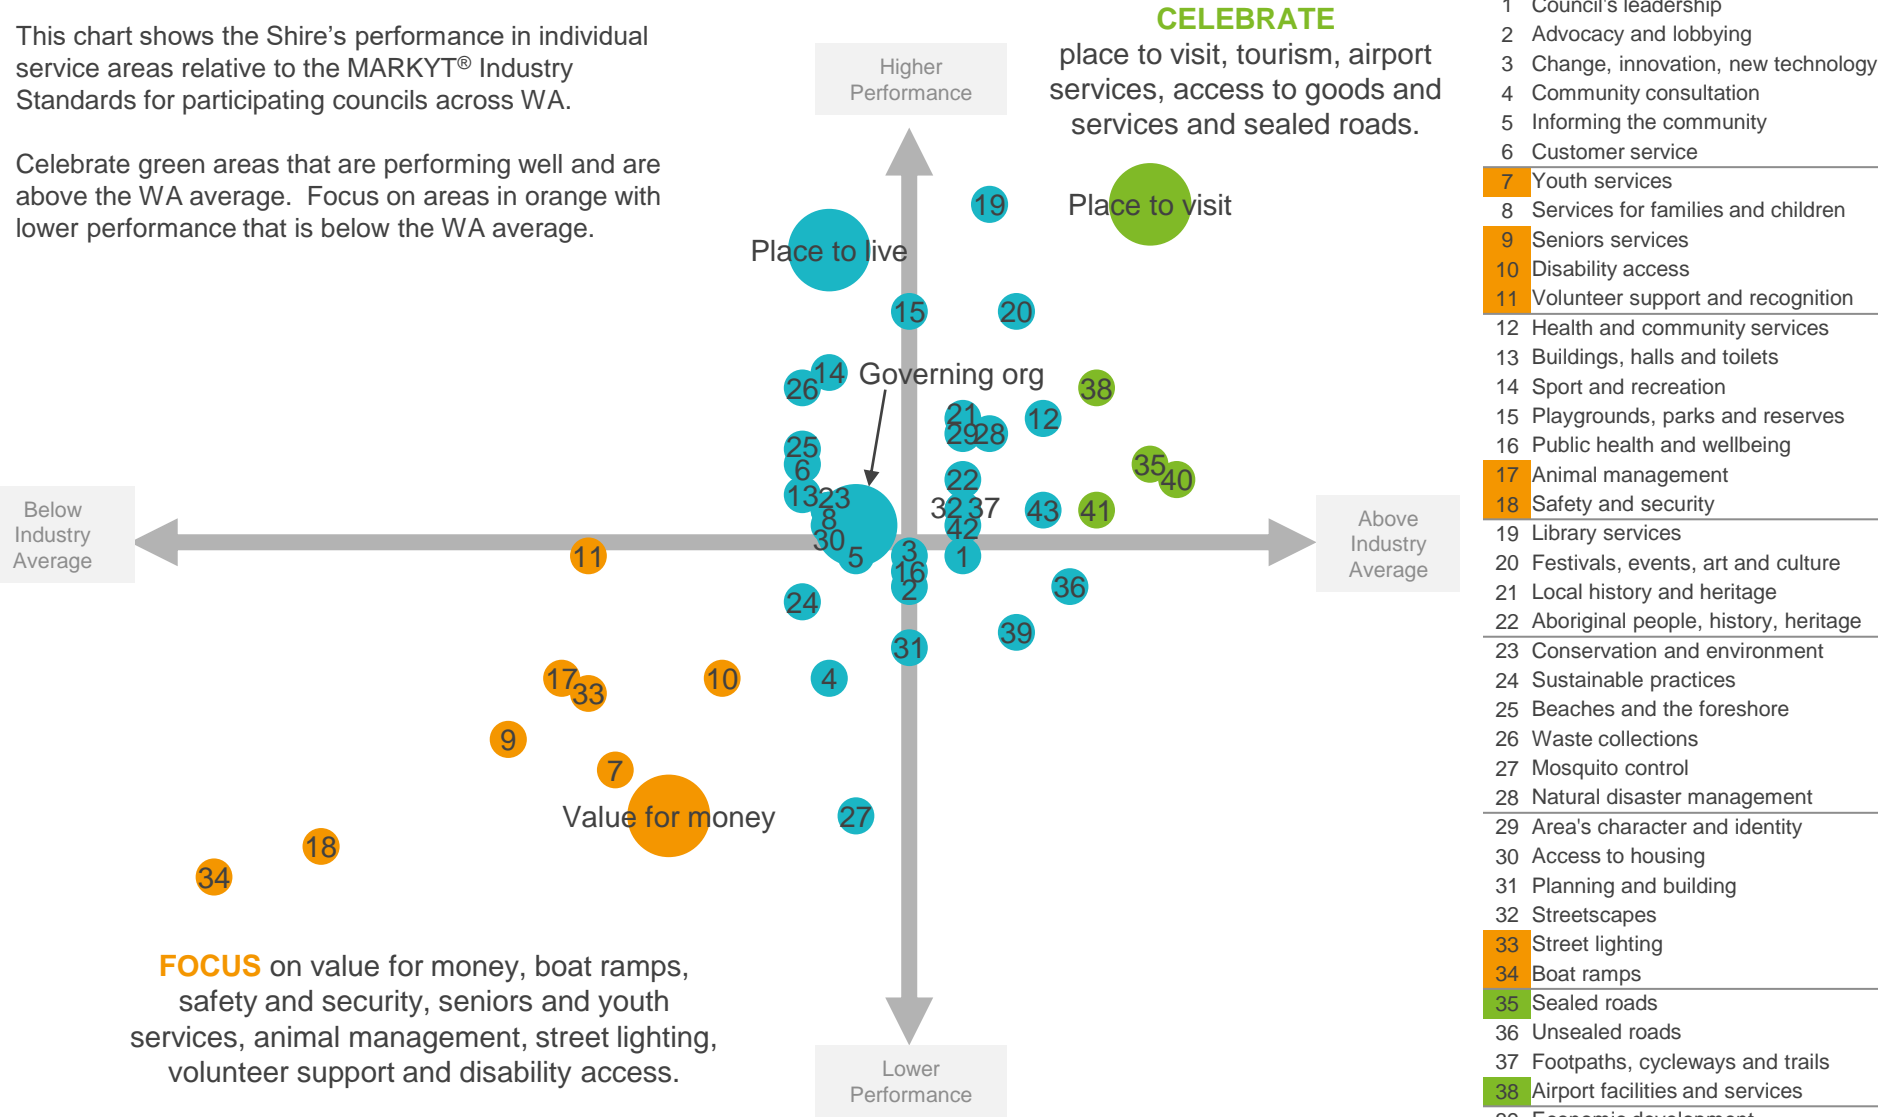 This chart shows the Shire's performance in individual
service areas relative to the MARKYT® Industry
Standards for participating councils across WA.
Celebrate green areas that are performing well and are
above the WA average.  Focus on areas in orange with
lower performance that is below the WA average.
CELEBRATE
place to visit, tourism, airport
services, access to goods and
services and sealed roads.
Higher
Performance
Below
Industry
Average
Above
Industry
Average
Lower
Performance
19
Place to visit
Place to live
15
20
14
Governing org
26
38
21
12
29
28
25
6
35
40
22
13
23
32
37
43
41
8
42
30
11
5
3
1
16
2
36
24
39
31
17
33
10
4
9
7
Value for money
27
18
34
FOCUS on value for money, boat ramps,
safety and security, seniors and youth
services, animal management, street lighting,
volunteer support and disability access.
1 Council's leadership
2 Advocacy and lobbying
3 Change, innovation, new technology
4 Community consultation
5 Informing the community
6 Customer service
7 Youth services
8 Services for families and children
9 Seniors services
10 Disability access
11 Volunteer support and recognition
12 Health and community services
13 Buildings, halls and toilets
14 Sport and recreation
15 Playgrounds, parks and reserves
16 Public health and wellbeing
17 Animal management
18 Safety and security
19 Library services
20 Festivals, events, art and culture
21 Local history and heritage
22 Aboriginal people, history, heritage
23 Conservation and environment
24 Sustainable practices
25 Beaches and the foreshore
26 Waste collections
27 Mosquito control
28 Natural disaster management
29 Area's character and identity
30 Access to housing
31 Planning and building
32 Streetscapes
33 Street lighting
34 Boat ramps
35 Sealed roads
36 Unsealed roads
37 Footpaths, cycleways and trails
38 Airport facilities and services
39 Economic development